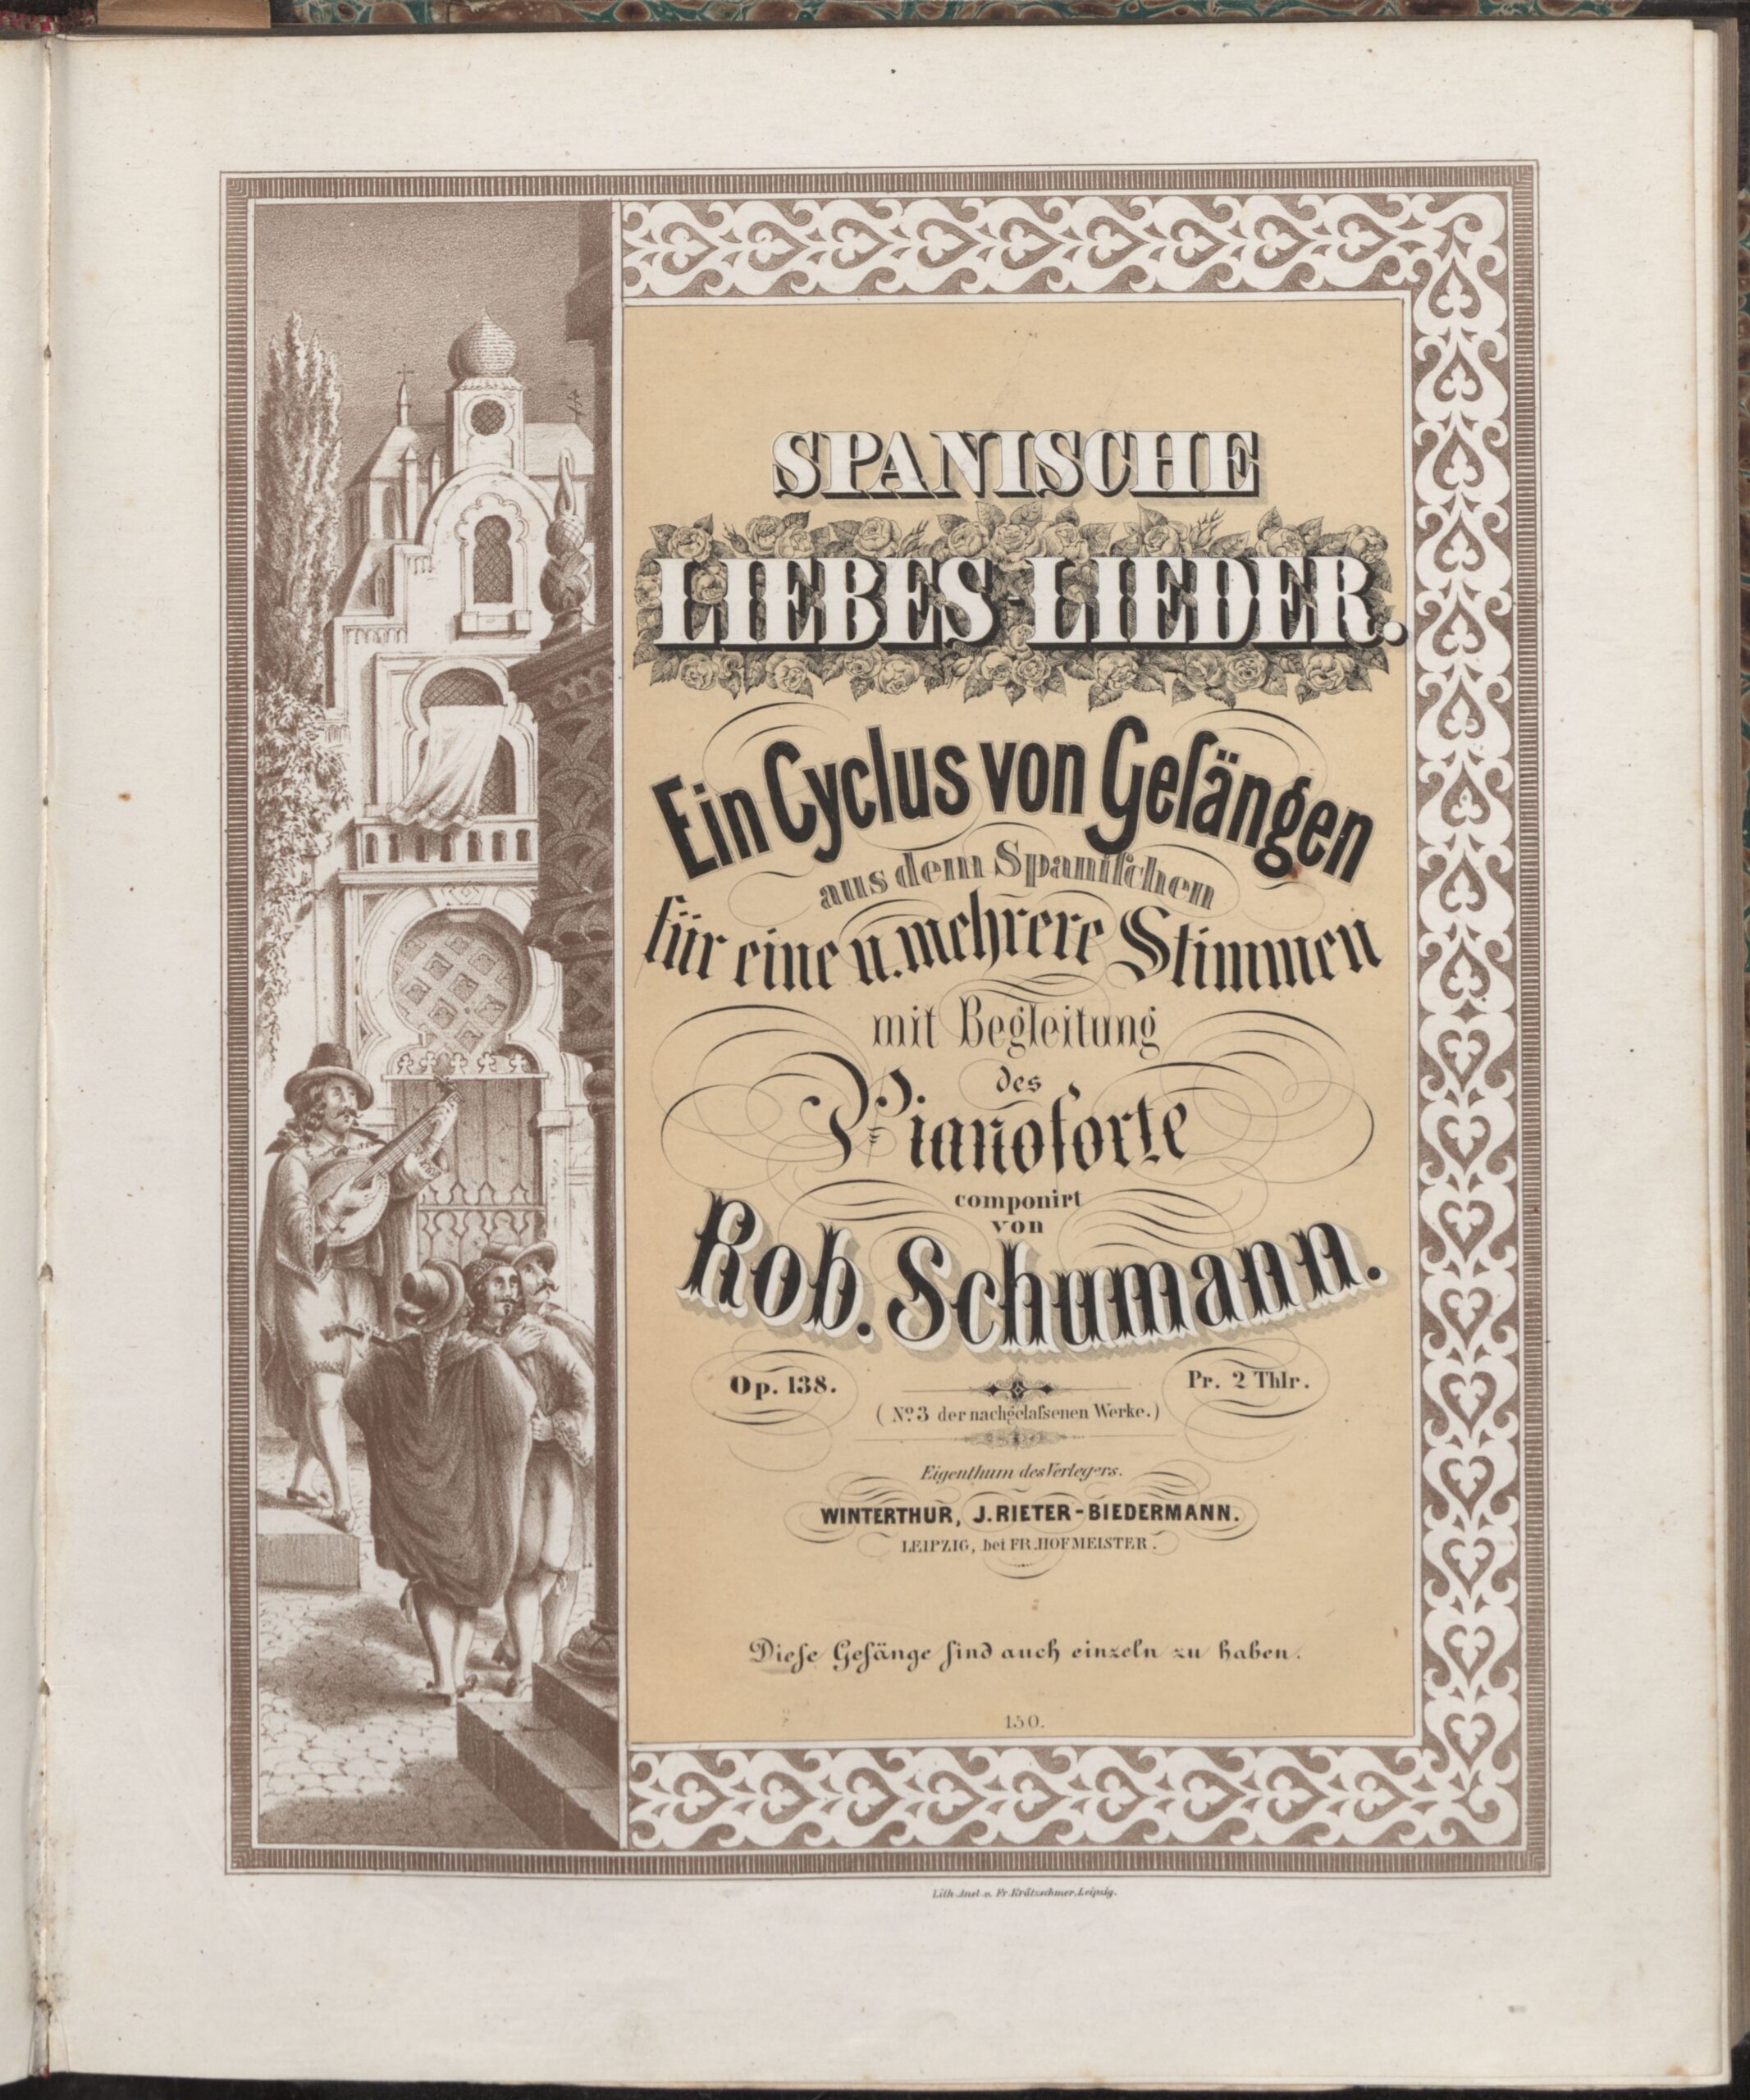 SPANISCHE
LIEBES-LIEDER.
Ein Cyclus von Geſängen
aus dem Spaniſchen
für eine u. mehrere Stimmen
mit Begleitung
des
Pianoforte
componirt
von
Rob. Schumann.
Op. 138.
Pr. 2 Thlr.
(No. 3 der nachgelaſsenen Werke.)
Eigenthum des Verlegers.
WINTERTHUR, J. RIETER-BIEDERMANN.
LEIPZIG, bei FR. HOFMEISTER.
Dieſe Geſänge ſind auch einzeln zu haben.
150.
Lith. Anst. v. Fr. Krätzschmer, Leipzig.